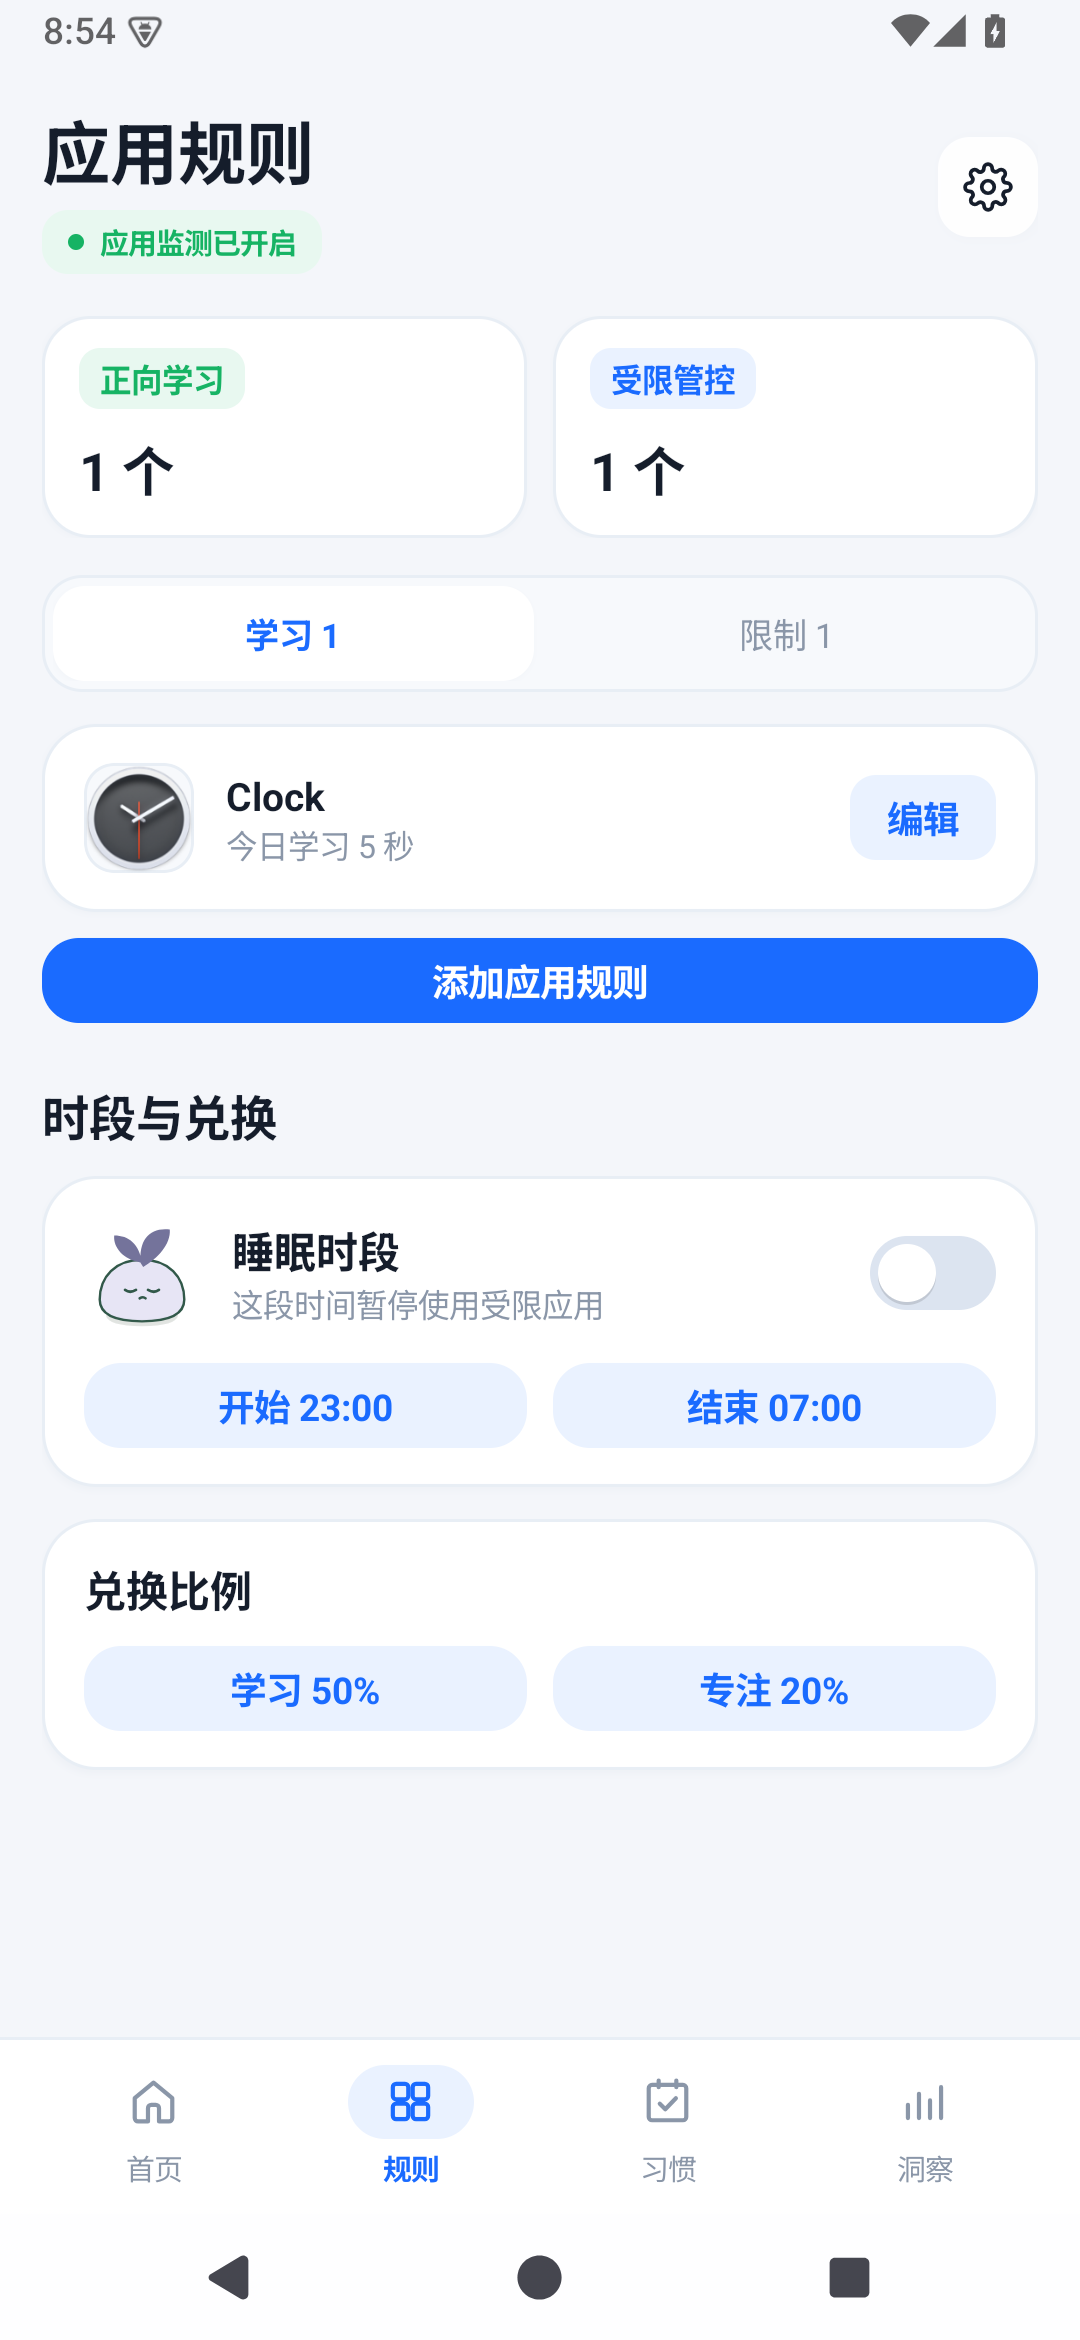 8:54
应用规则
应用监测已开启
正向学习
1 个
受限管控
1 个
学习 1
限制 1
Clock
今日学习 5 秒
编辑
添加应用规则
时段与兑换
睡眠时段
这段时间暂停使用受限应用
开始 23:00
结束 07:00
兑换比例
学习 50%
专注 20%
首页
规则
习惯
洞察